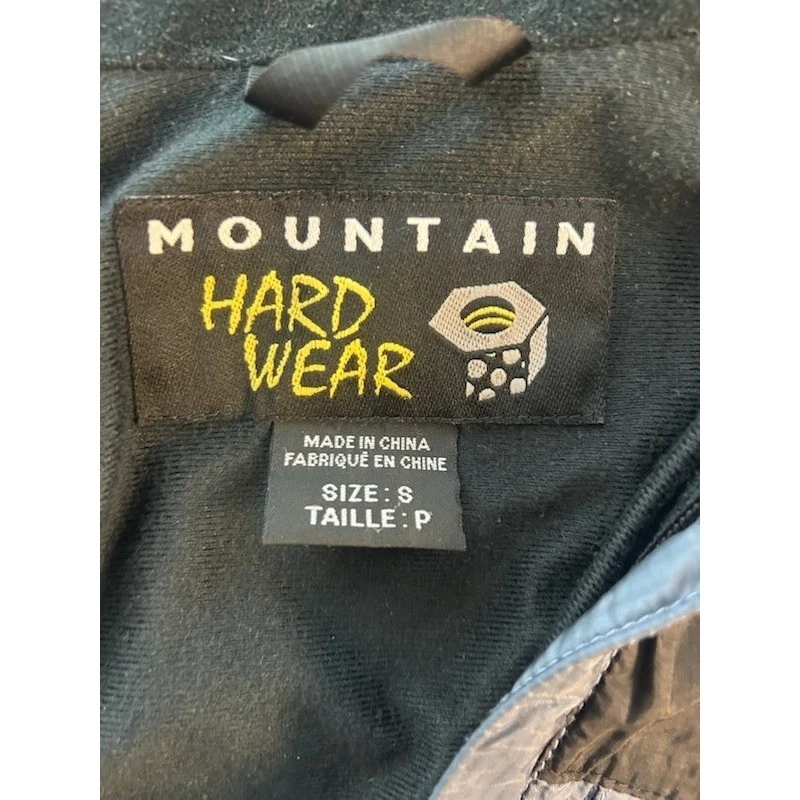 MOUNTAIN
HARD
WEAR
MADE IN CHINA
FABRIQUÉ EN CHINE
SIZE: S
TAILLE: P